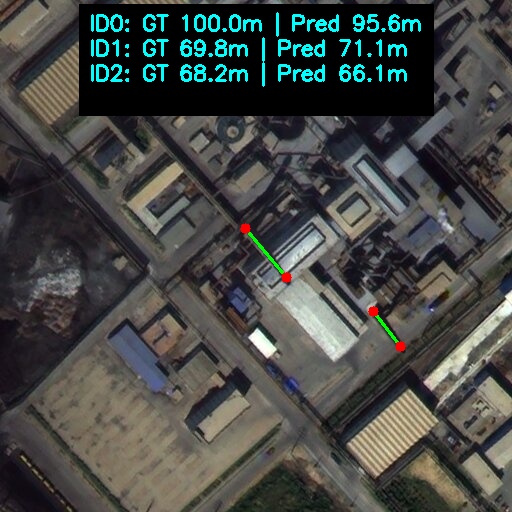 ID0: GT 100.0m | Pred 95.6m
ID1: GT 69.8m | Pred 71.1m
ID2: GT 68.2m | Pred 66.1m